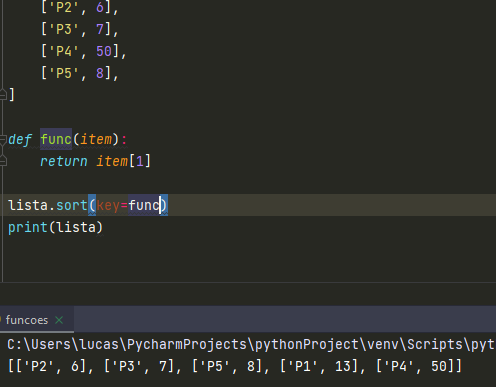 ['P2', 6],
['P3', 7],
['P4', 50],
['P5', 8],
]
def func(item):
return item[1]
lista.sort(key=func)
print(lista)
funcoes ×
C:\Users\lucas\PycharmProjects\pythonProject\venv\Scripts\pyt
[['P2', 6], ['P3', 7], ['P5', 8], ['P1', 13], ['P4', 50]]